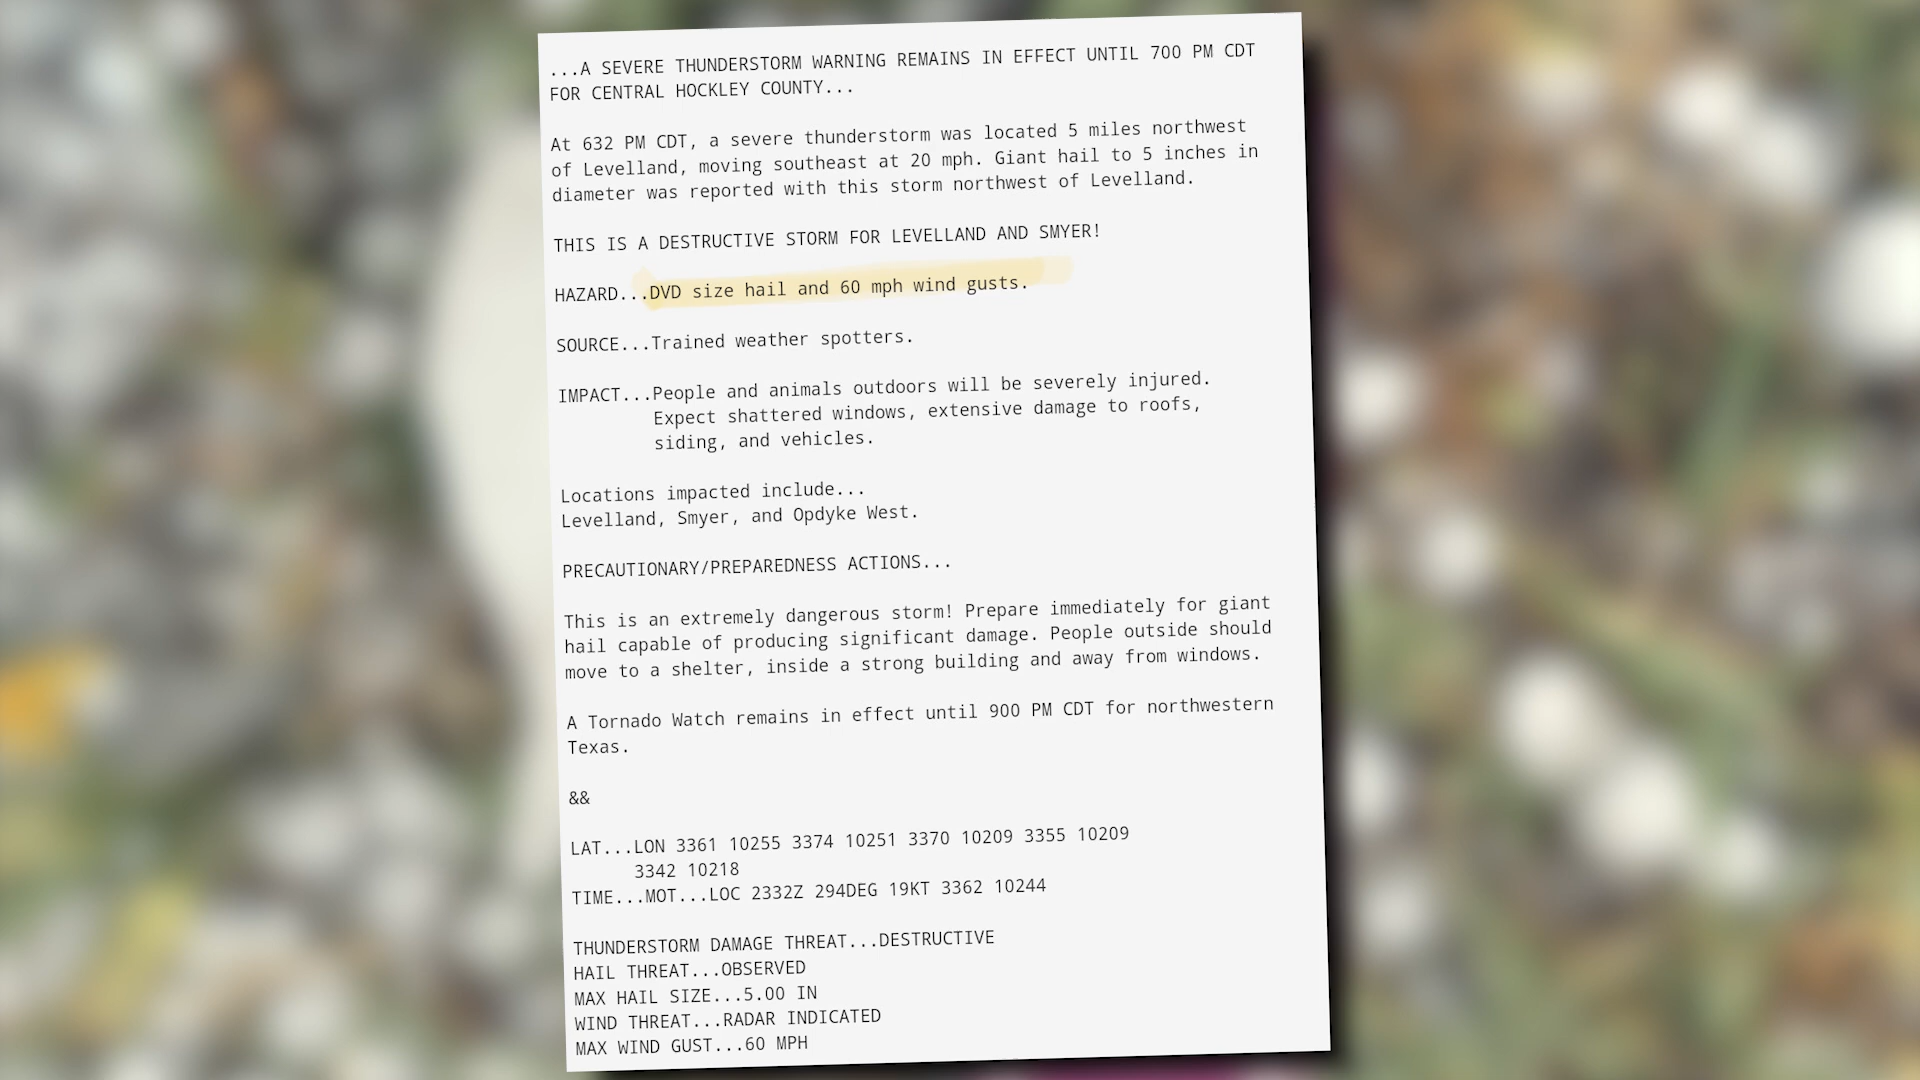 ...A SEVERE THUNDERSTORM WARNING REMAINS IN EFFECT UNTIL 700 PM CDT
FOR CENTRAL HOCKLEY COUNTY...
At 632 PM CDT, a severe thunderstorm was located 5 miles northwest
of Levelland, moving southeast at 20 mph. Giant hail to 5 inches in
diameter was reported with this storm northwest of Levelland.
THIS IS A DESTRUCTIVE STORM FOR LEVELLAND AND SMYER!
HAZARD...DVD size hail and 60 mph wind gusts.
SOURCE...Trained weather spotters.
IMPACT...People and animals outdoors will be severely injured.
Expect shattered windows, extensive damage to roofs,
siding, and vehicles.
Locations impacted include...
Levelland, Smyer, and Opdyke West.
PRECAUTIONARY/PREPAREDNESS ACTIONS...
This is an extremely dangerous storm! Prepare immediately for giant
hail capable of producing significant damage. People outside should
move to a shelter, inside a strong building and away from windows.
A Tornado Watch remains in effect until 900 PM CDT for northwestern
Texas.
&&
LAT...LON 3361 10255 3374 10251 3370 10209 3355 10209
3342 10218
TIME...MOT...LOC 2332Z 294DEG 19KT 3362 10244
THUNDERSTORM DAMAGE THREAT...DESTRUCTIVE
HAIL THREAT...OBSERVED
MAX HAIL SIZE...5.00 IN
WIND THREAT...RADAR INDICATED
MAX WIND GUST...60 MPH